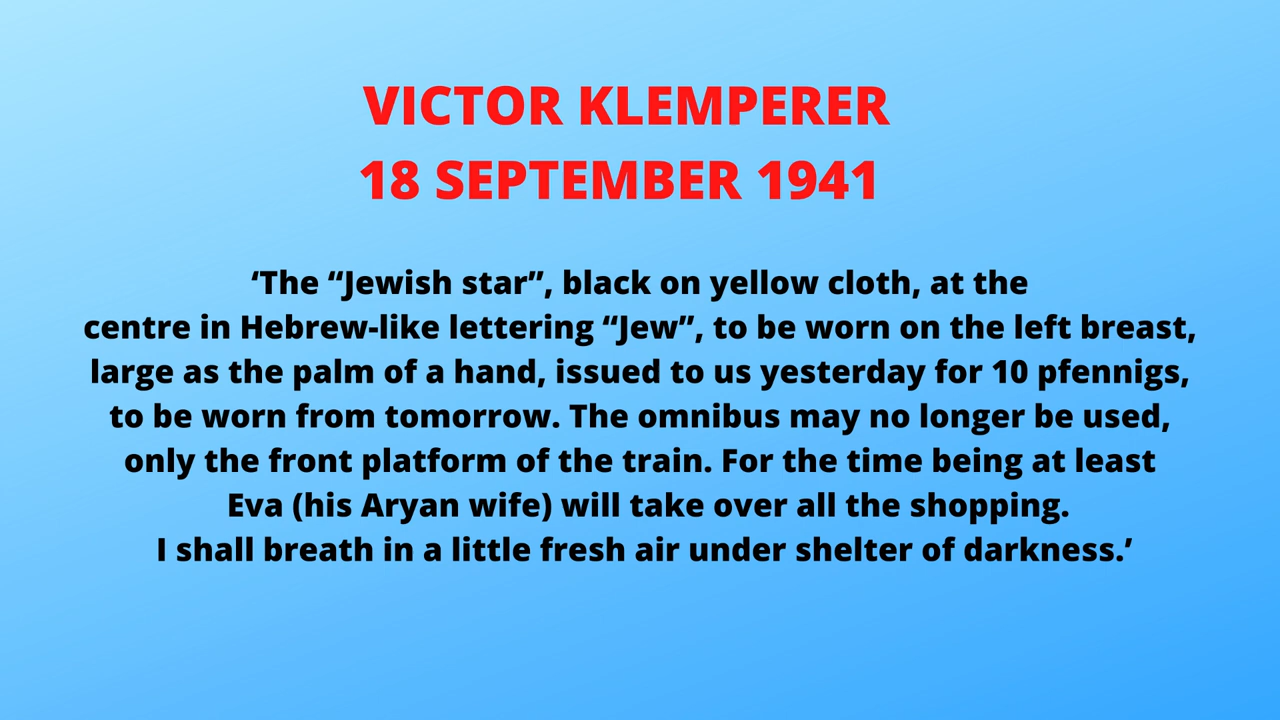 VICTOR KLEMPERER
18 SEPTEMBER 1941
‘The “Jewish star”, black on yellow cloth, at the
centre in Hebrew-like lettering “Jew”, to be worn on the left breast,
large as the palm of a hand, issued to us yesterday for 10 pfennigs,
to be worn from tomorrow. The omnibus may no longer be used,
only the front platform of the train. For the time being at least
Eva (his Aryan wife) will take over all the shopping.
I shall breath in a little fresh air under shelter of darkness.’